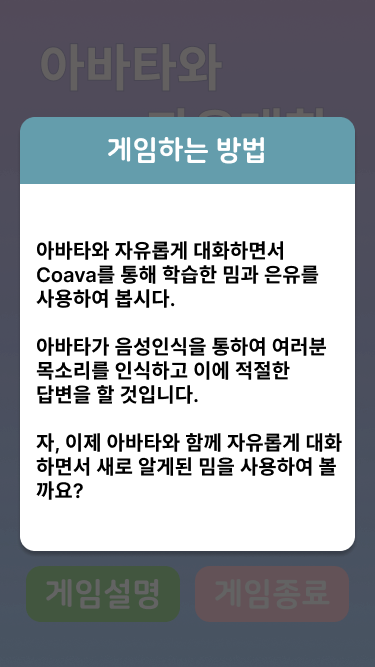 아바타와
자유대화
게임하는 방법
아바타와 자유롭게 대화하면서
Coava를 통해 학습한 밈과 은유를
사용하여 봅시다.
아바타가 음성인식을 통하여 여러분
목소리를 인식하고 이에 적절한
답변을 할 것입니다.
자, 이제 아바타와 함께 자유롭게 대화
하면서 새로 알게된 밈을 사용하여 볼
까요?
게임설명
게임종료